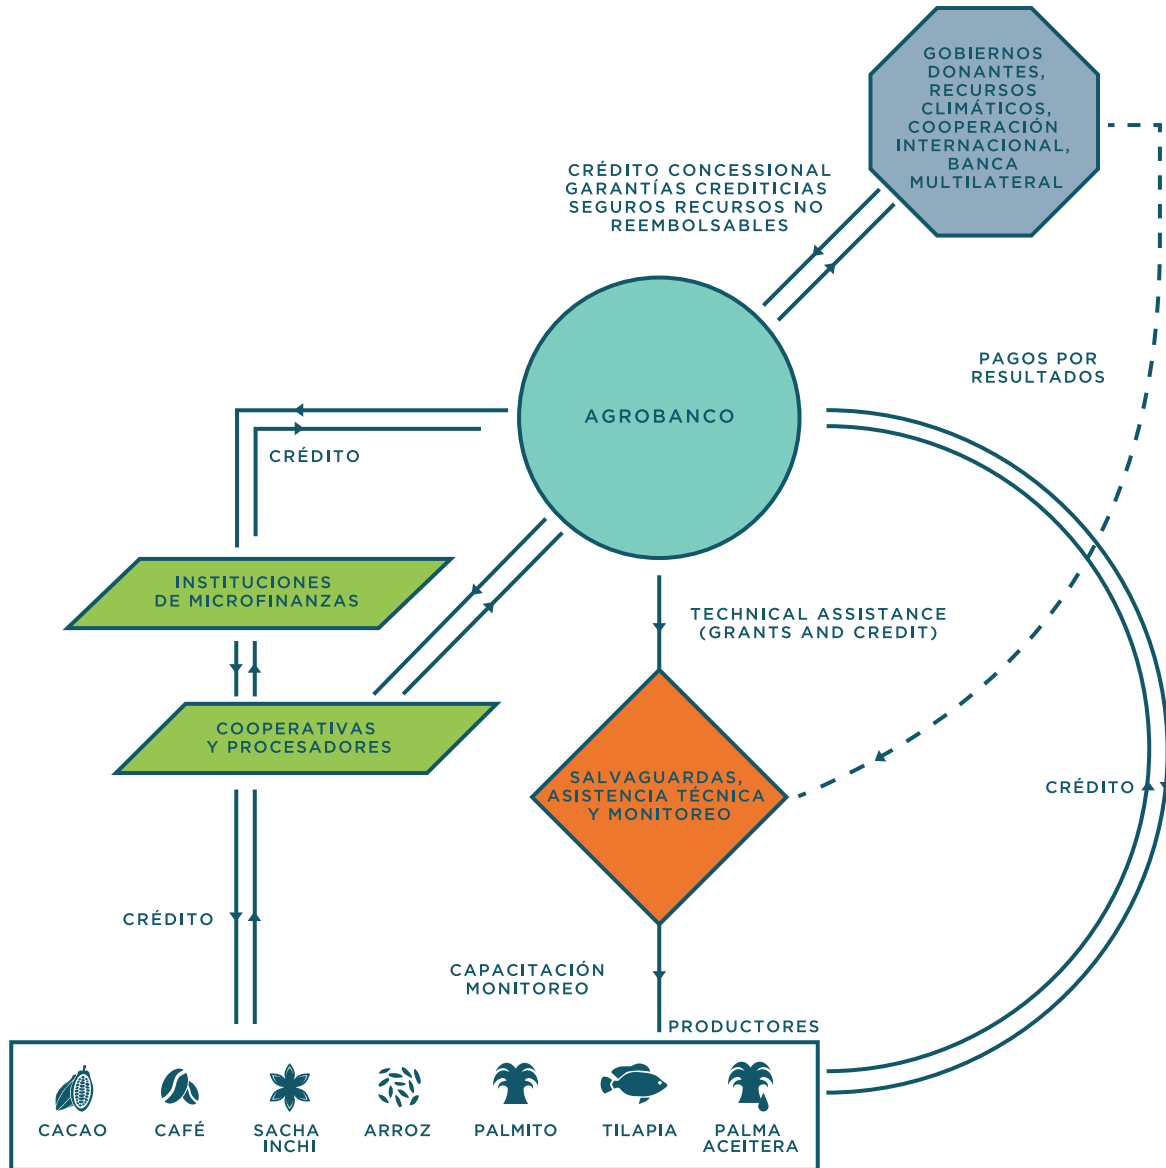 GOBIERNOS
DONANTES,
RECURSOS
CLIMÁTICOS,
COOPERACIÓN
INTERNACIONAL,
BANCA
MULTILATERAL
CRÉDITO CONCESSIONAL
GARANTÍAS CREDITICIAS
SEGUROS RECURSOS NO
REEMBOLSABLES
PAGOS POR
RESULTADOS
AGROBANCO
CRÉDITO
INSTITUCIONES
DE MICROFINANZAS
TECHNICAL ASSISTANCE
(GRANTS AND CREDIT)
COOPERATIVAS
Y PROCESADORES
SALVAGUARDAS,
ASISTENCIA TÉCNICA
Y MONITOREO
CRÉDITO
CRÉDITO
CAPACITACIÓN
MONITOREO
PRODUCTORES
CACAO
CAFÉ
SACHA
INCHI
ARROZ
PALMITO
TILAPIA
PALMA
ACEITERA